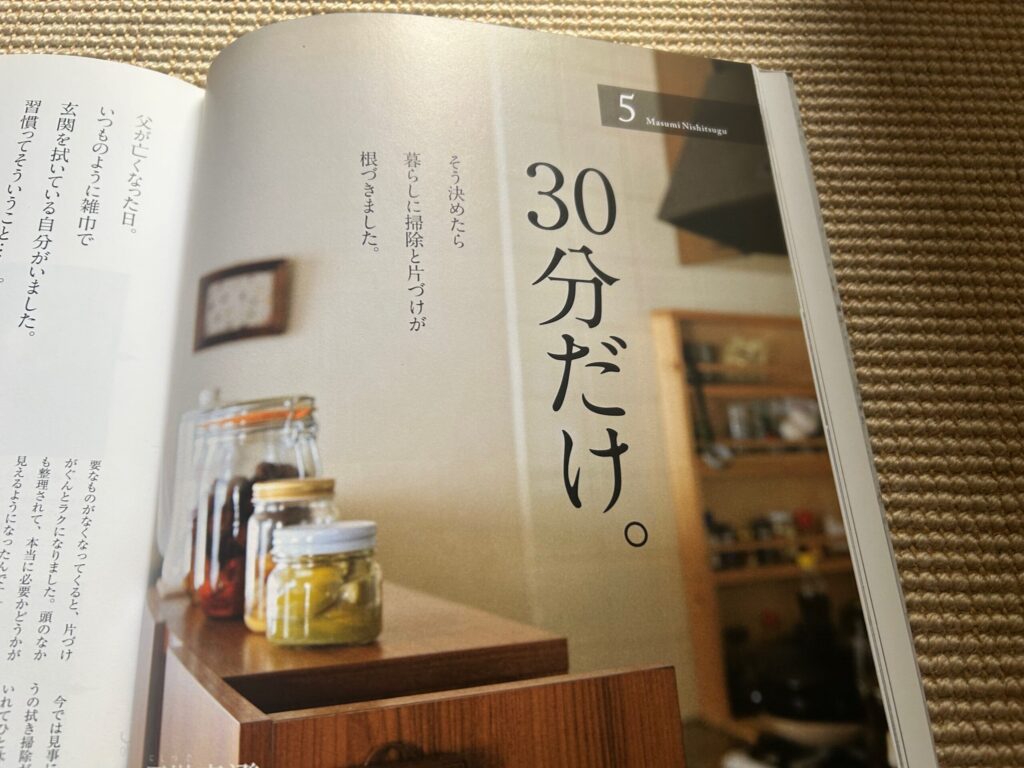 5
Masumi Nishitsugu
30分だけ。
そう決めたら
暮らしに掃除と片づけが
根づきました。
父が亡くなった日。
いつものように雑巾で
玄関を拭いている自分がいました。
習慣ってそういうこと…。
要なものがなくなってくると、片づけ
がぐんとラクになりました。頭のなか
も整理されて、本当に必要かどうかが
見えるようになったんです
今では見事に
うの拭き掃除が
いれてひと